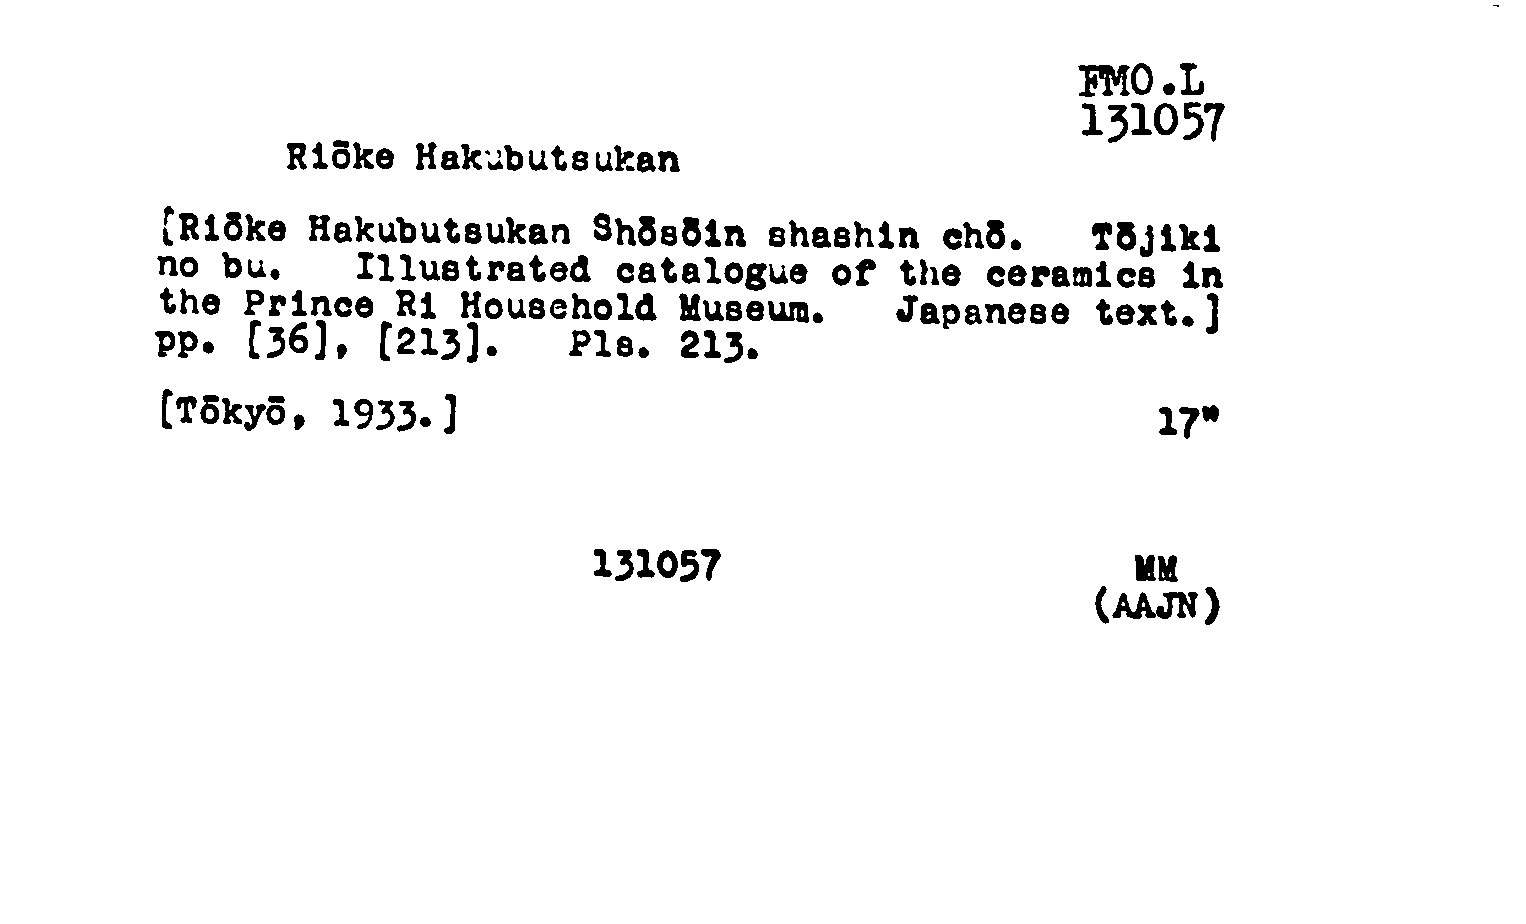 FMO.L
131057
Riōke Hakubutsukan
[Riōke Hakubutsukan Shōsōin shashin chō. Tōjiki
no bu. Illustrated catalogue of the ceramics in
the Prince Ri Household Museum. Japanese text.]
pp. [36], [213]. Pls. 213.
[Tōkyō, 1933.] 17"
131057 MM
(AAJN)